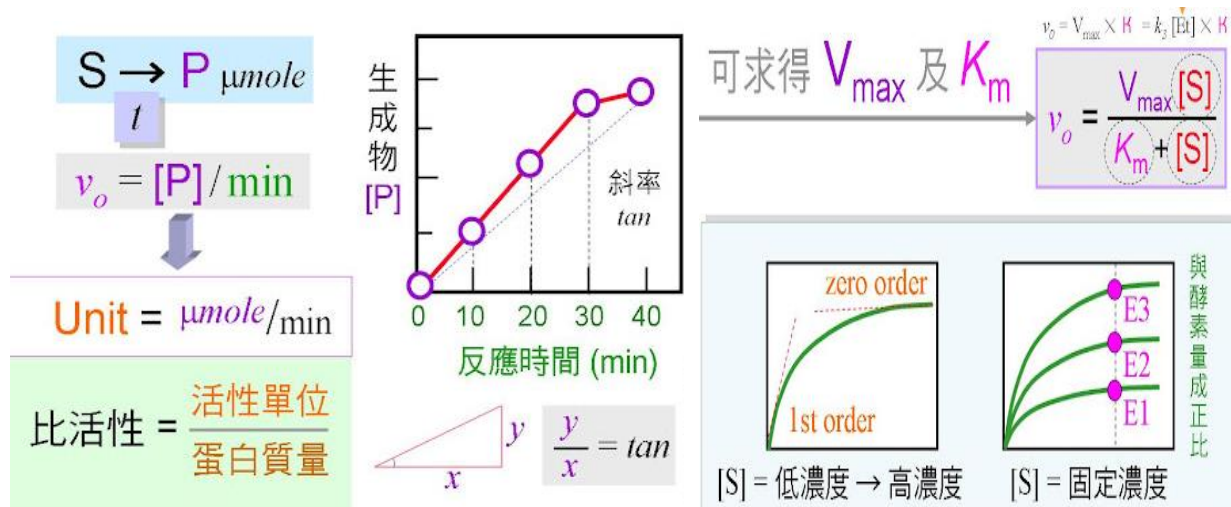 S → P μmole
t
v₀ = [P]/min
Unit = μmole/min
比活性 = 活性單位
蛋白質量
生成物 [P]
斜率
tan
0 10 20 30 40
反應時間 (min)
y
x
y
x
= tan
可求得 Vmax 及 Km
v₀ = Vmax × K = k₃ [Et] × K
v₀ = Vmax [S]
Km + [S]
zero order
1st order
[S] = 低濃度 → 高濃度
E3
E2
E1
與酵素量成正比
[S] = 固定濃度